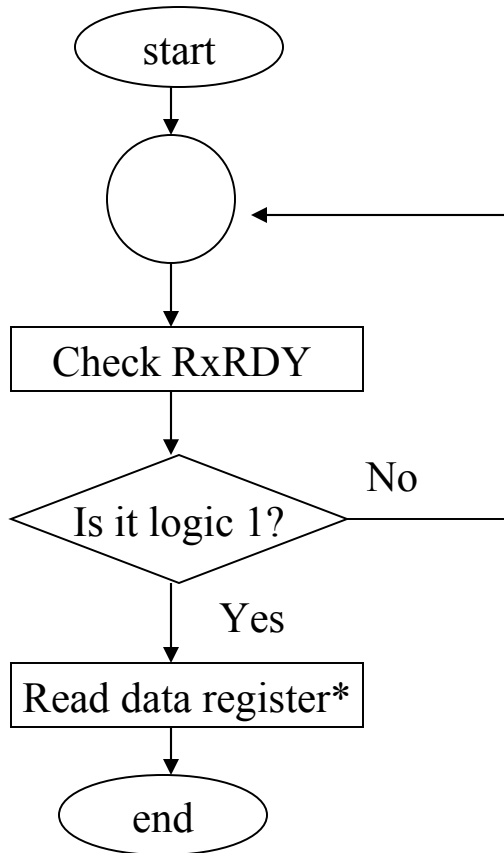 start
Check RxRDY
No
Is it logic 1?
Yes
Read data register*
end